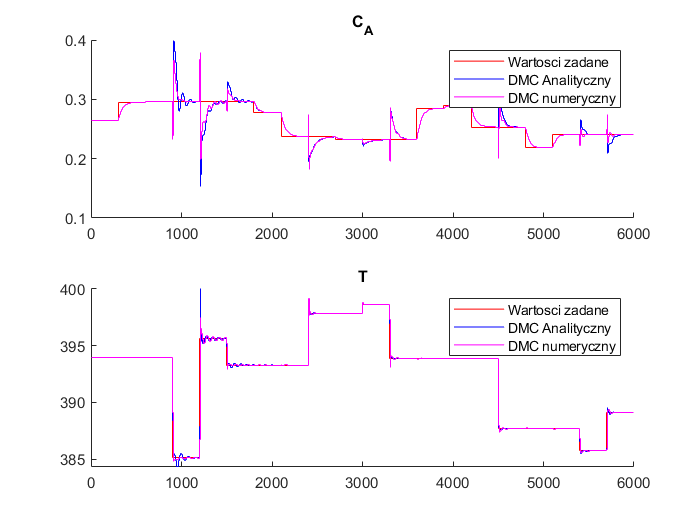 C_A
0.4
0.3
0.2
0.1
0 1000 2000 3000 4000 5000 6000
Wartosci zadane
DMC Analityczny
DMC numeryczny
T
400
395
390
385
0 1000 2000 3000 4000 5000 6000
Wartosci zadane
DMC Analityczny
DMC numeryczny